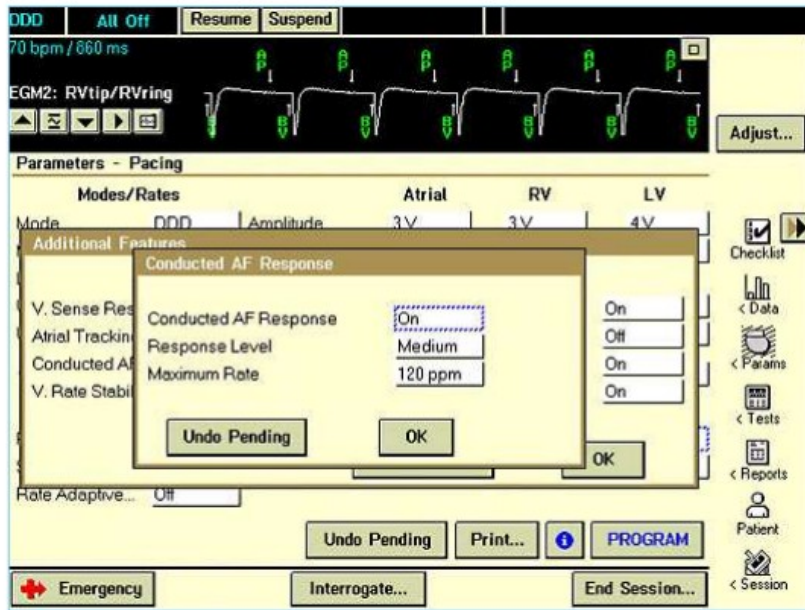 DDD All Off Resume Suspend
70 bpm / 860 ms
AP AP AP AP AP AP
EGM2: RVtip/RVring
BV BV BV BV BV BV
Adjust...
Parameters - Pacing
Modes/Rates Atrial RV LV
Mode DDD Amplitude 3 V 3 V 4 V
Additional Features
Conducted AF Response
Checklist
V. Sense Res On
Conducted AF Response On
< Data
Atrial Trackin Off
Response Level Medium
Conducted AF On
Maximum Rate 120 ppm
< Params
V. Rate Stabil On
< Tests
Undo Pending OK
OK
< Reports
Rate Adaptive... Off
Patient
Undo Pending Print... i PROGRAM
< Session
Emergency Interrogate... End Session...